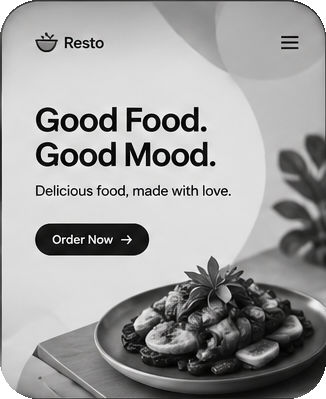 Resto
Good Food.
Good Mood.
Delicious food, made with love.
Order Now →